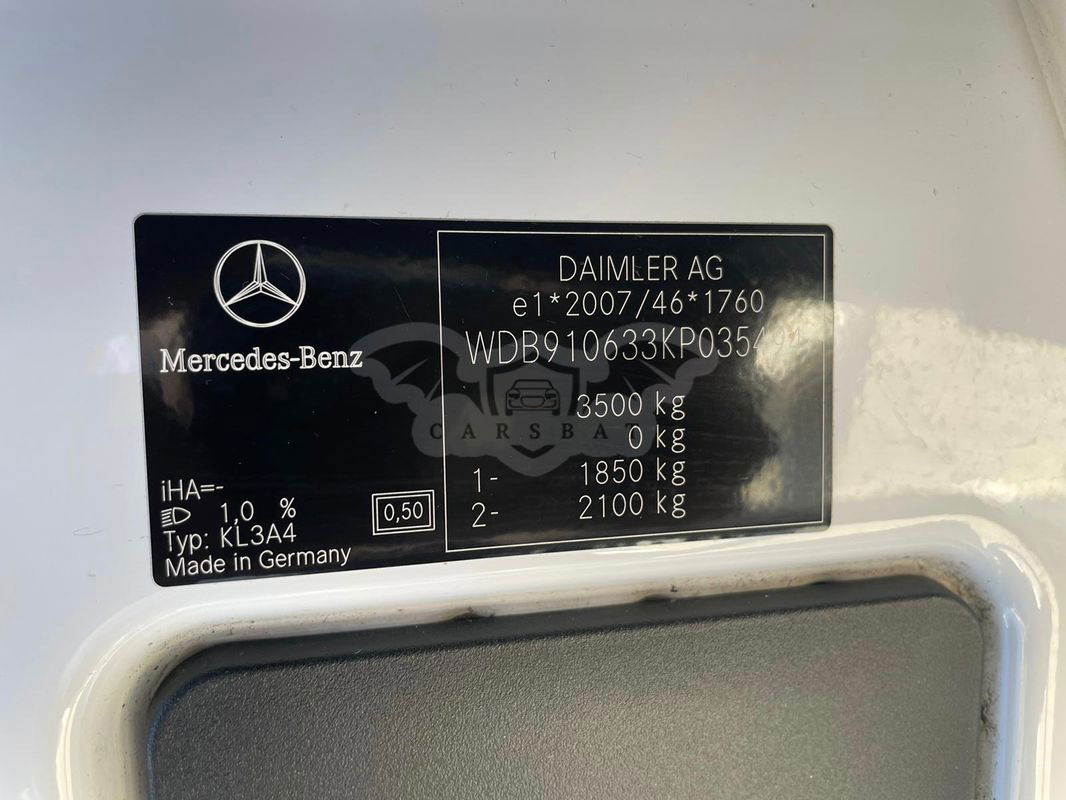 Mercedes-Benz
iHA=-
1,0 %
Typ: KL3A4
Made in Germany
0,50
DAIMLER AG
e1*2007/46*1760
3500 kg
0 kg
1- 1850 kg
2- 2100 kg
CARSBAT